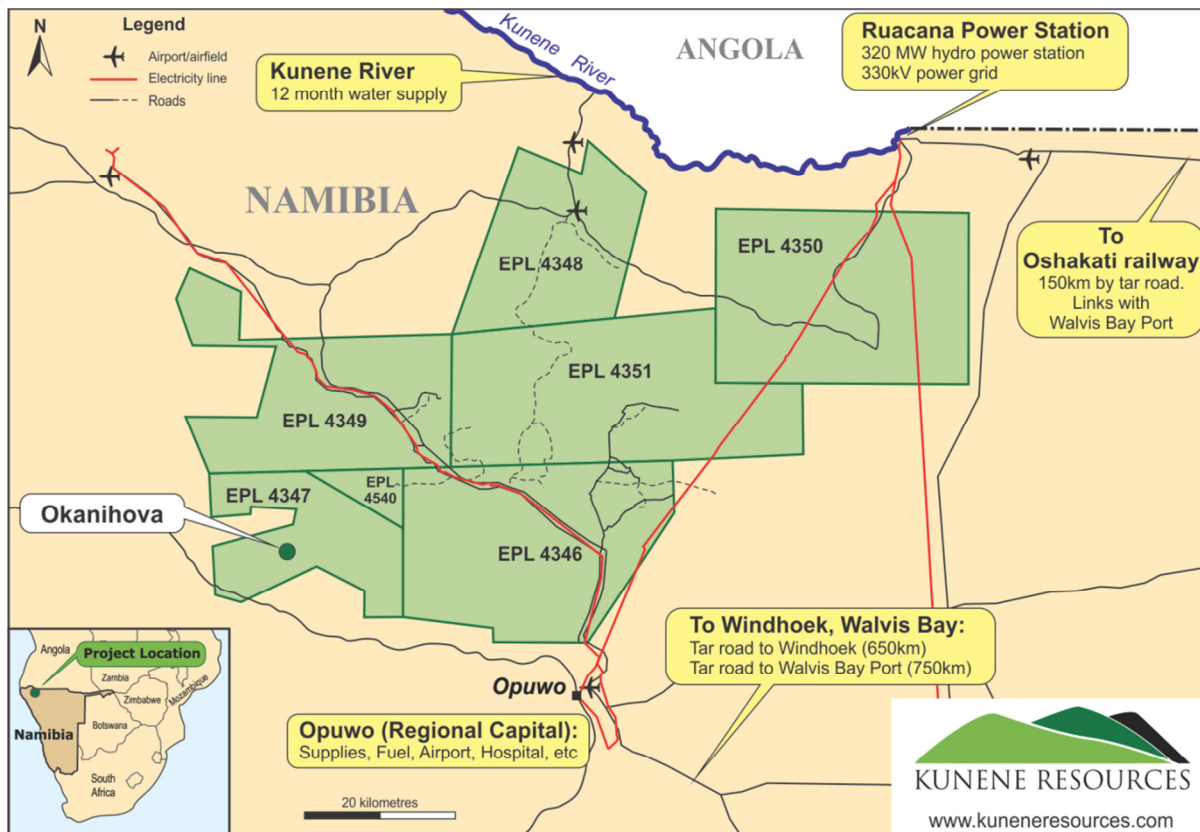 N
Legend
Airport/airfield
Electricity line
Roads
Kunene River
12 month water supply
Kunene
River
ANGOLA
Ruacana Power Station
320 MW hydro power station
330kV power grid
NAMIBIA
To
Oshakati railway
150km by tar road.
Links with
Walvis Bay Port
EPL 4348
EPL 4350
EPL 4351
EPL 4349
EPL 4347
EPL
4540
EPL 4346
Okanihova
Opuwo
Opuwo (Regional Capital):
Supplies, Fuel, Airport, Hospital, etc
To Windhoek, Walvis Bay:
Tar road to Windhoek (650km)
Tar road to Walvis Bay Port (750km)
20 kilometres
Angola
Project Location
Zambia
Zimbabwe
Mozambique
Namibia
Botswana
South
Africa
KUNENE RESOURCES
www.kuneneresources.com